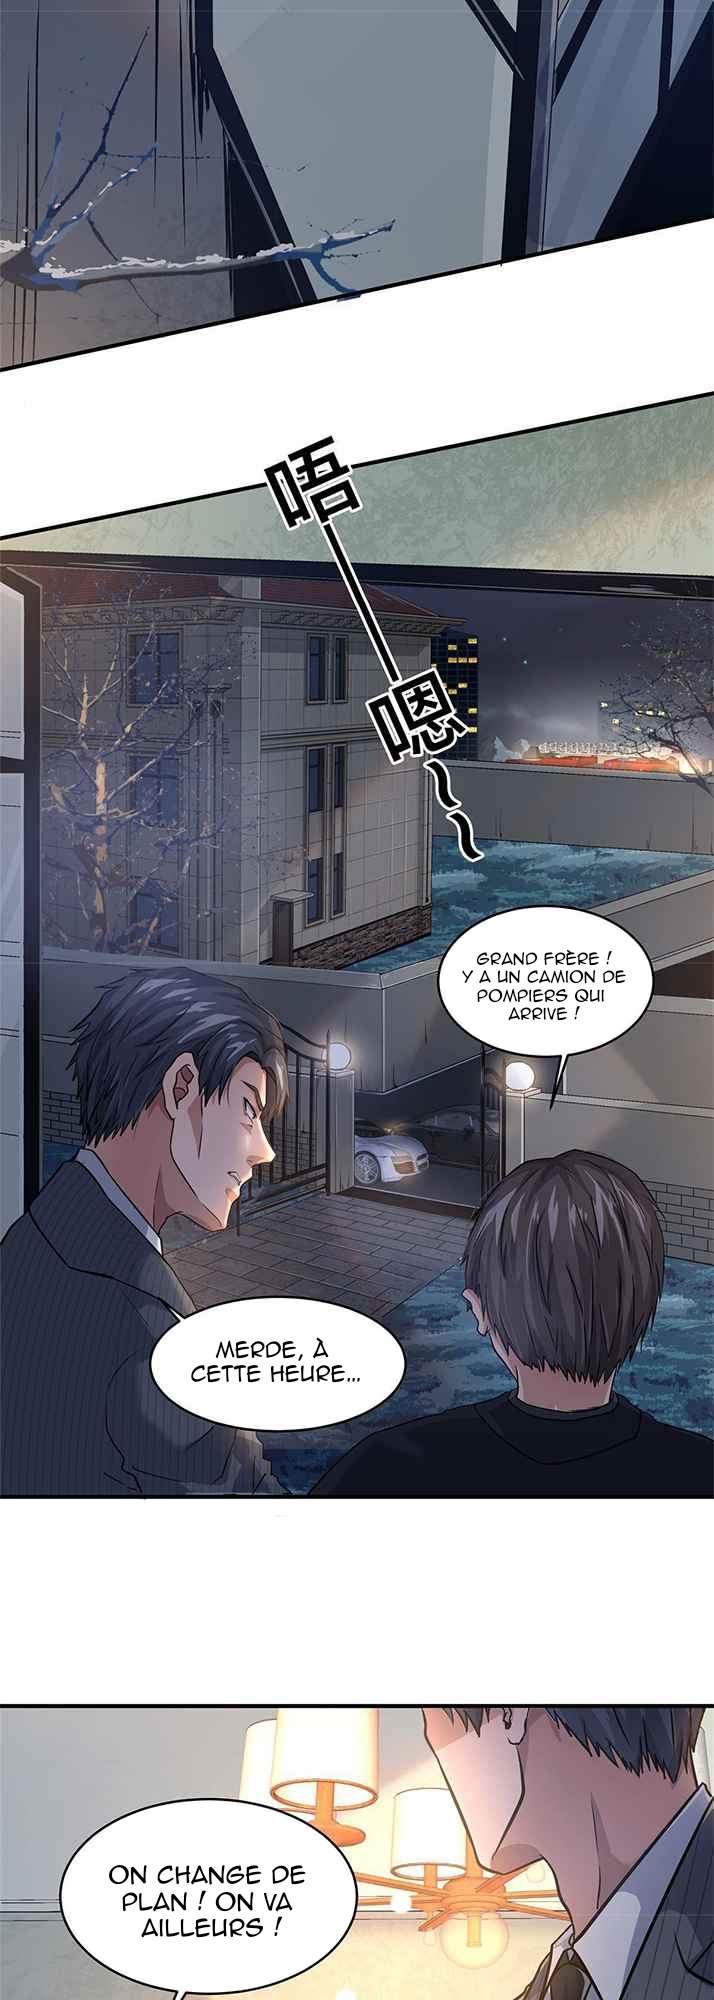 唔——嗯~~
GRAND FRÈRE !
Y A UN CAMION DE
POMPIERS QUI
ARRIVE !
MERDE, À
CETTE HEURE...
ON CHANGE DE
PLAN ! ON VA
AILLEURS !